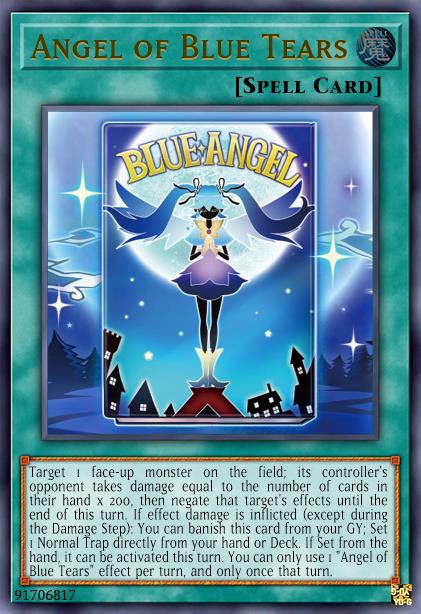 Angel of Blue Tears 魔
[Spell Card]
BLUE ANGEL
Target 1 face-up monster on the field; its controller's
opponent takes damage equal to the number of cards in
their hand x 200, then negate that target's effects until the
end of this turn. If effect damage is inflicted (except during
the Damage Step): You can banish this card from your GY; Set
1 Normal Trap directly from your hand or Deck. If Set from the
hand, it can be activated this turn. You can only use 1 "Angel of
Blue Tears" effect per turn, and only once that turn.
91706817